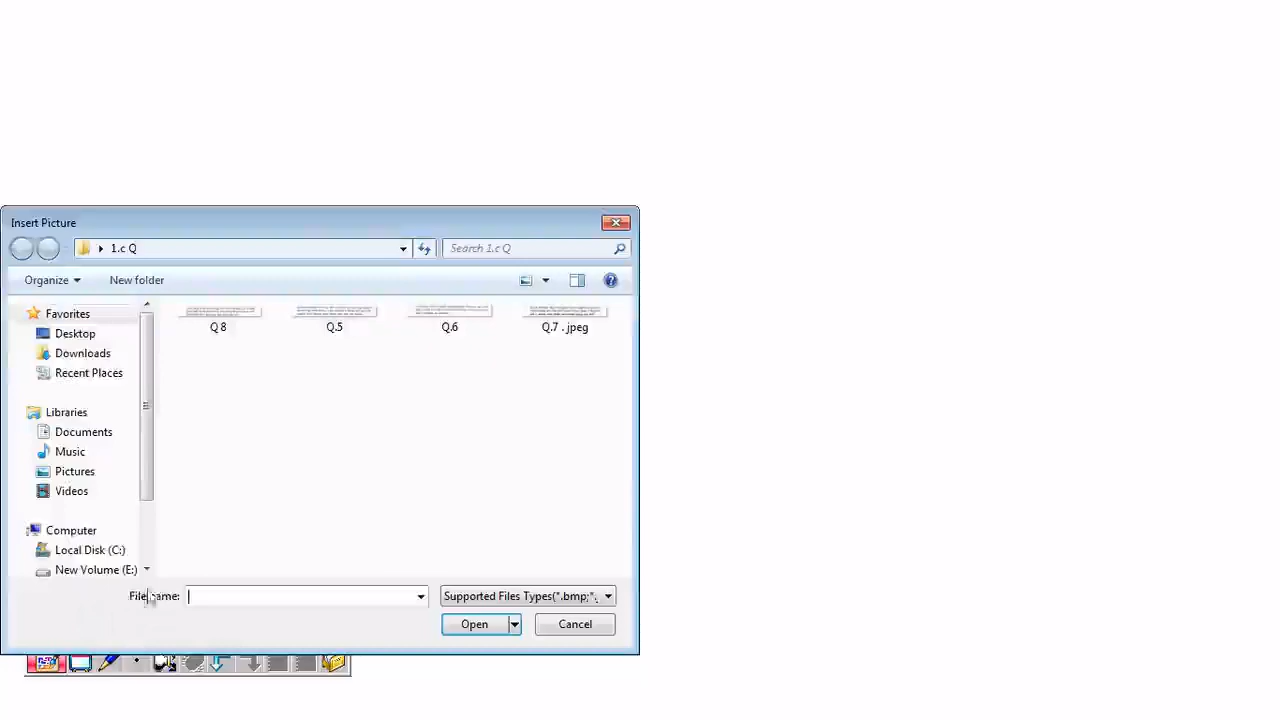 Insert Picture
1.c Q
Search 1.c Q
Organize
New folder
Favorites
Desktop
Downloads
Recent Places
Libraries
Documents
Music
Pictures
Videos
Computer
Local Disk (C:)
New Volume (E:)
Q 8
Q.5
Q.6
Q.7 . jpeg
File name:
Supported Files Types(*.bmp;*.
Open
Cancel